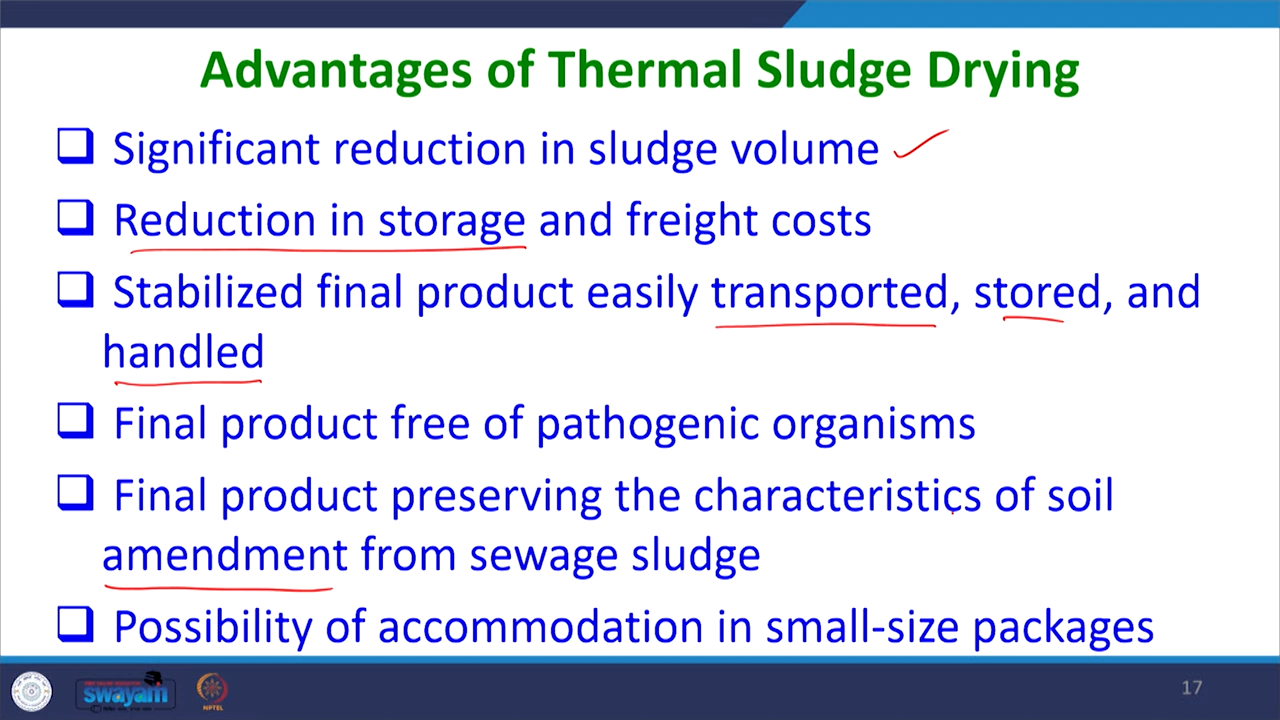 Advantages of Thermal Sludge Drying
❑ Significant reduction in sludge volume
❑ Reduction in storage and freight costs
❑ Stabilized final product easily transported, stored, and
handled
❑ Final product free of pathogenic organisms
❑ Final product preserving the characteristics of soil
amendment from sewage sludge
❑ Possibility of accommodation in small-size packages
swayam
NPTEL
17